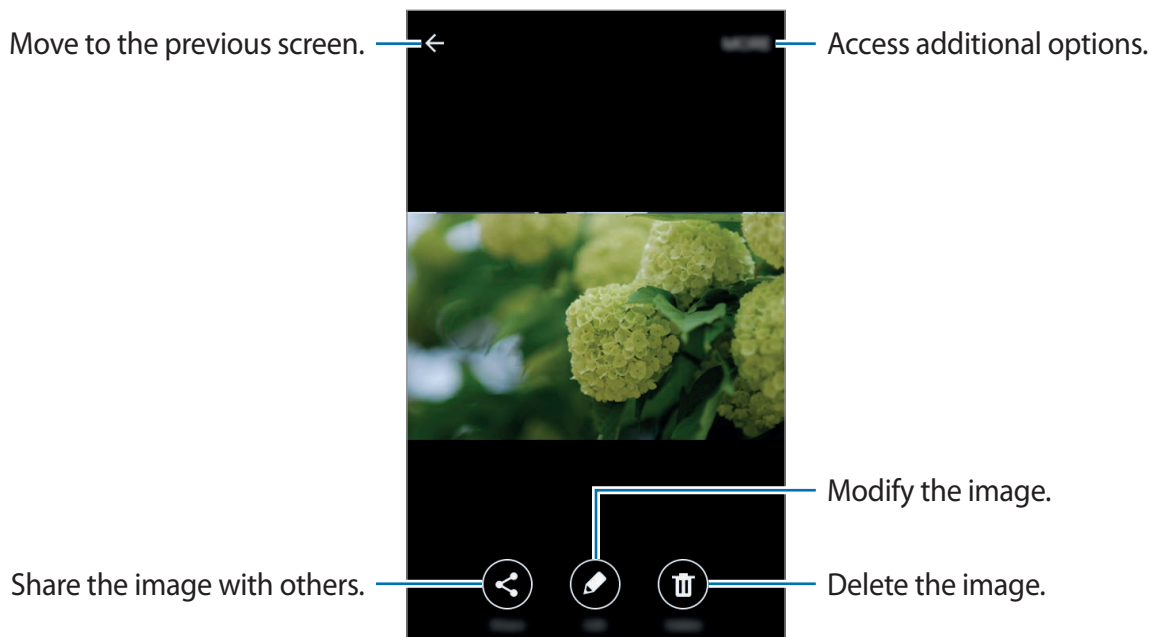 Move to the previous screen.
MORE
Access additional options.
Modify the image.
Share the image with others.
Delete the image.